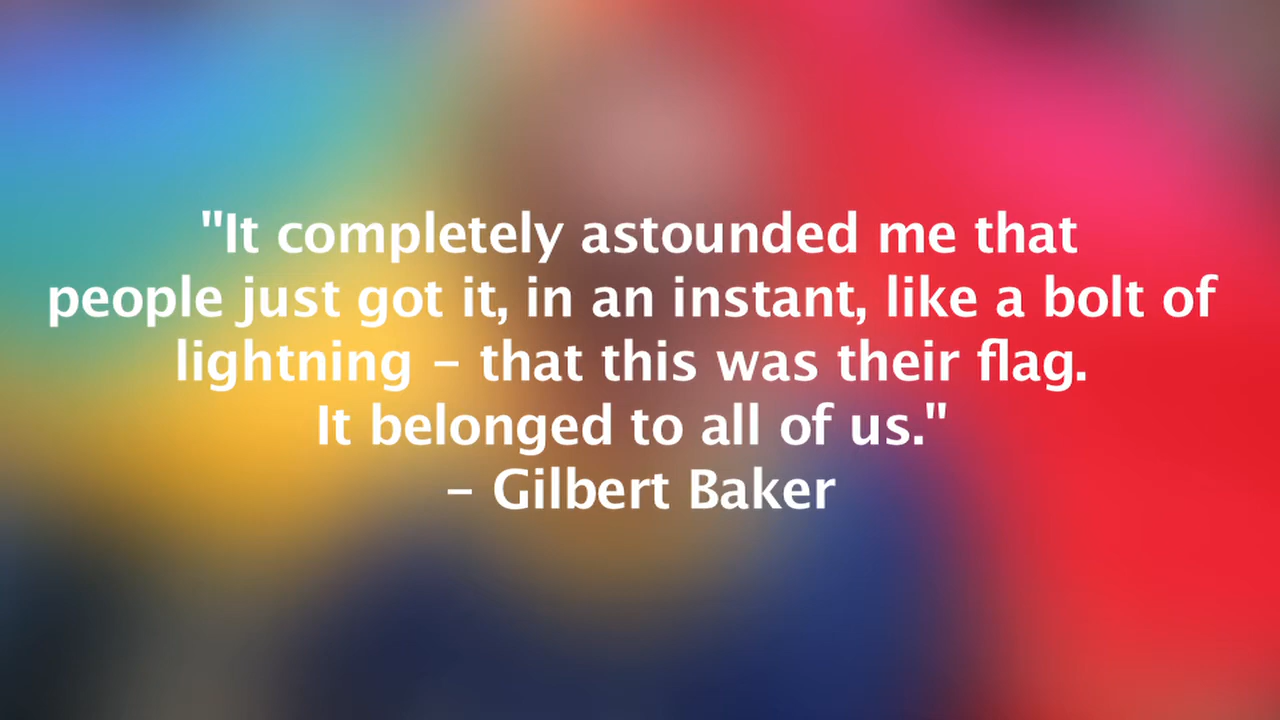 "It completely astounded me that
people just got it, in an instant, like a bolt of
lightning – that this was their flag.
It belonged to all of us."
– Gilbert Baker